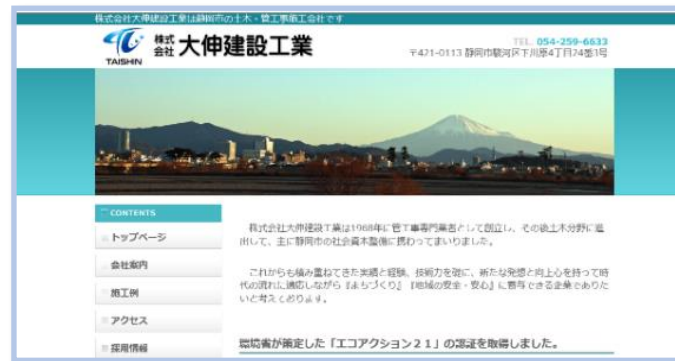 株式会社大伸建設工業は静岡市の土木・管工事施工会社です
TAISHIN
株式会社 大伸建設工業
TEL. 054-259-6633
〒421-0113 静岡市駿河区下川原4丁目24番1号
CONTENTS
トップページ
会社案内
施工例
アクセス
採用情報
株式会社大伸建設工業は1968年に管工事専門業者として創立し、その後土木分野に進
出して、主に静岡市の社会資本整備に携わってまいりました。
これからも積み重ねてきた実績と経験、技術力を礎に、新たな発想と向上心を持って時
代の流れに適応しながら『まちづくり』『地域の安全・安心』に寄与できる企業でありた
いと考えております。
環境省が策定した「エコアクション21」の認証を取得しました。